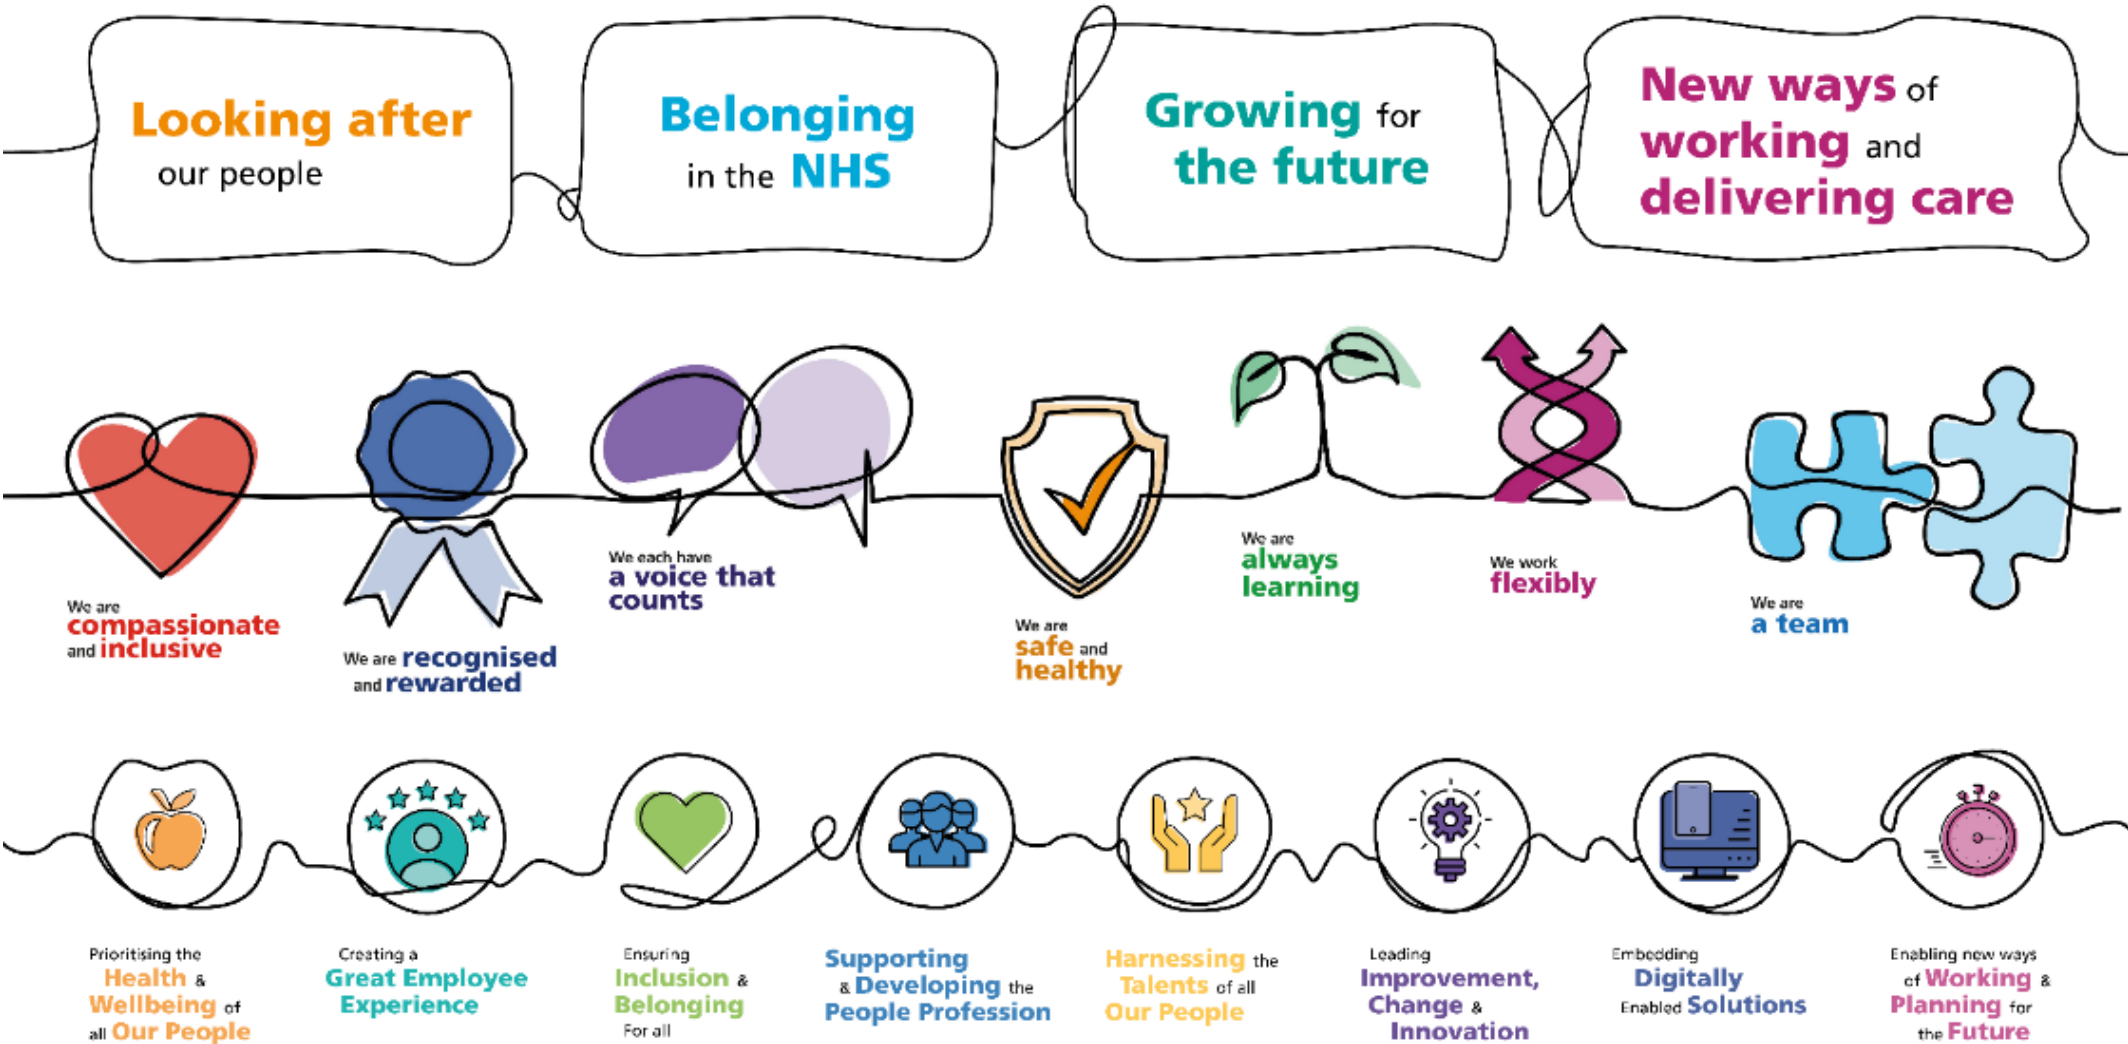 Looking after
our people
Belonging
in the NHS
Growing for
the future
New ways of
working and
delivering care
We are
compassionate
and inclusive
We are recognised
and rewarded
We each have
a voice that
counts
We are
safe and
healthy
We are
always
learning
We work
flexibly
We are
a team
Prioritising the
Health &
Wellbeing of
all Our People
Creating a
Great Employee
Experience
Ensuring
Inclusion &
Belonging
For all
Supporting
& Developing the
People Profession
Harnessing the
Talents of all
Our People
Leading
Improvement,
Change &
Innovation
Embedding
Digitally
Enabled Solutions
Enabling new ways
of Working &
Planning for
the Future